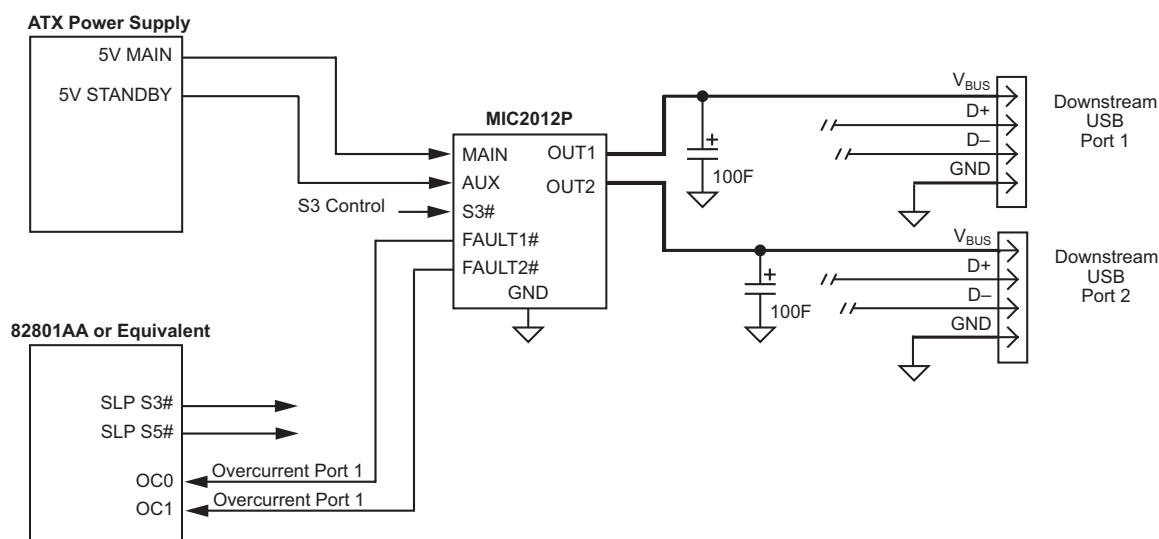 ATX Power Supply
5V MAIN
5V STANDBY
MIC2012P
MAIN
AUX
S3#
FAULT1#
FAULT2#
GND
OUT1
OUT2
S3 Control
100F
100F
VBUS
D+
D–
GND
Downstream
USB
Port 1
VBUS
D+
D–
GND
Downstream
USB
Port 2
82801AA or Equivalent
SLP S3#
SLP S5#
OC0
OC1
Overcurrent Port 1
Overcurrent Port 1